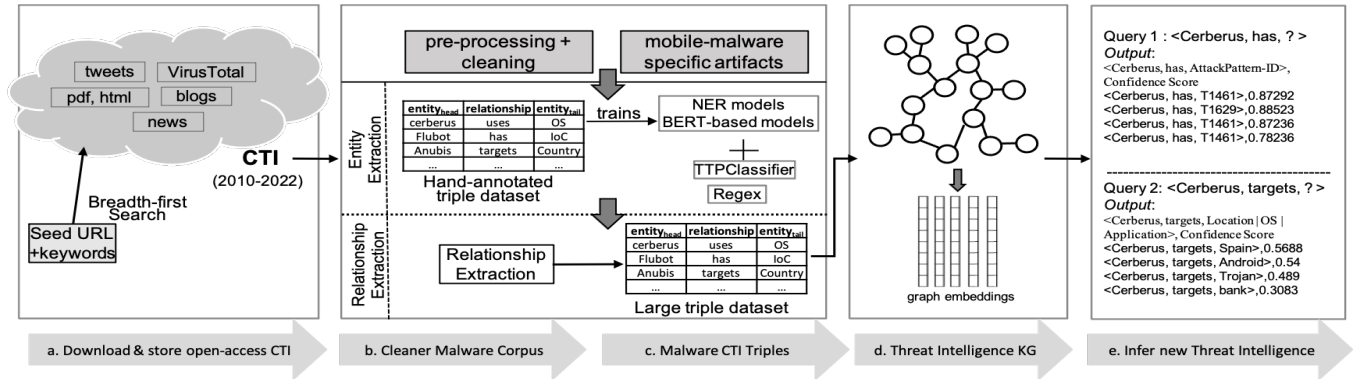 tweets
VirusTotal
pdf, html
blogs
news
CTI
(2010-2022)
Breadth-first
Search
Seed URL
+keywords
pre-processing +
cleaning
mobile-malware
specific artifacts
Entity
Extraction
entityhead relationship entitytail
cerberus uses OS
Flubot has IoC
Anubis targets Country
... ... ...
Hand-annotated
triple dataset
trains
NER models
BERT-based models
+
TTPClassifier
Regex
Relationship
Extraction
Relationship
Extraction
entityhead relationship entitytail
cerberus uses OS
Flubot has IoC
Anubis targets Country
... ... ...
Large triple dataset
graph embeddings
Query 1 : <Cerberus, has, ? >
Output:
<Cerberus, has, AttackPattern-ID>,
Confidence Score
<Cerberus, has, T1461>,0.87292
<Cerberus, has, T1629>0.88523
<Cerberus, has, T1461>,0.87236
<Cerberus, has, T1461>,0.78236
Query 2: <Cerberus, targets, ? >
Output:
<Cerberus, targets, Location | OS |
Application>, Confidence Score
<Cerberus, targets, Spain>,0.5688
<Cerberus, targets, Android>,0.54
<Cerberus, targets, Trojan>,0.489
<Cerberus, targets, bank>,0.3083
a. Download & store open-access CTI
b. Cleaner Malware Corpus
c. Malware CTI Triples
d. Threat Intelligence KG
e. Infer new Threat Intelligence